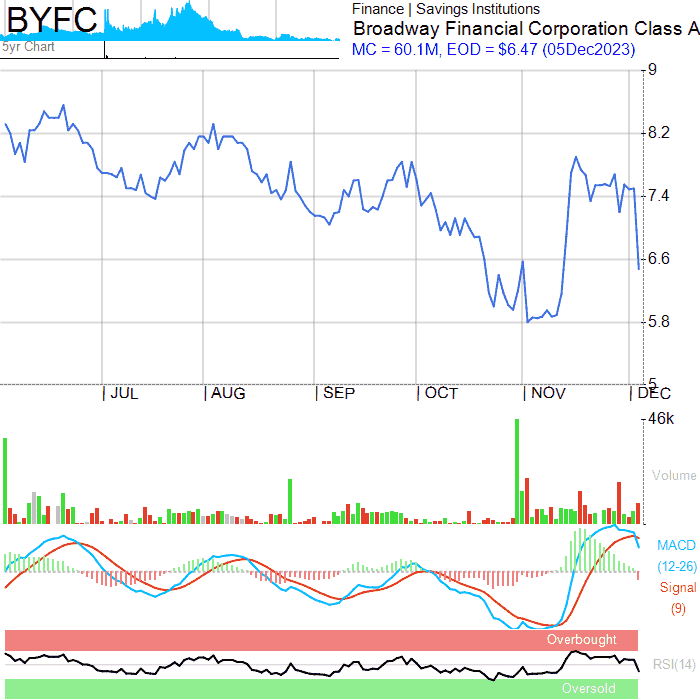 BYFC
5yr Chart
Finance | Savings Institutions
Broadway Financial Corporation Class A
MC = 60.1M, EOD = $6.47 (05Dec2023)
9
8.2
7.4
6.6
5.8
5
| JUL | AUG | SEP | OCT | NOV | DEC
46k
Volume
MACD
(12-26)
Signal
(9)
Overbought
RSI(14)
Oversold